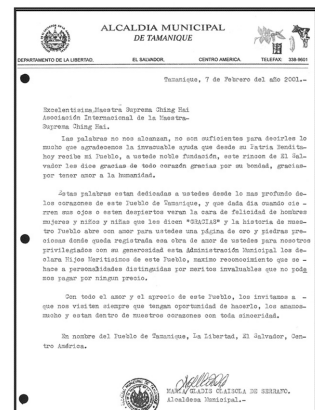 ALCALDIA MUNICIPAL
DE TAMANIQUE
DEPARTAMENTO DE LA LIBERTAD,
EL SALVADOR,
CENTRO AMERICA.
TELEFAX 338-9601
Tamanique, 7 de Febrero del año 2001.-
Excelentisima,Maestra Suprema Ching Hai
Asociación Internacional de la Maestra-
Suprema Ching Hai.
Las palabras no nos alcanzan, no son suficientes para decirles lo
mucho que agradecemos la invacuable ayuda que desde su Patria Bendita-
hoy recibe mi Pueblo, a ustede noble fundación, este rincon de El Sal-
vador les dice gracias de todo corazón gracias por su bondad, gracias-
por tener amor a la humanidad.
Estas palabras estan dedicadas a ustedes desde lo mas profundo de-
los corazones de este Pueblo de Tamanique, y que dada dia cuando cie -
rren sus ojos o esten despiertos veran la cara de felicidad de hombres
mujeres y niños y niñas que les dicen "GRACIAS" y la historia de nues-
tro Pueblo abre con amor para ustedes una página de oro y piedras pre-
ciosas donde queda registrada esa obra de amor de ustedes para nosotros
privilegiados con su generosidad esta Administración Municipal los de-
clara Hijos Meritisimos de este Pueblo, maximo reconocimiento que se -
hace a personalidades distinguidas por meritos invaluables que no pode
mos pagar por ningun precio.
Con todo el amor y el aprecio de este Pueblo, los invitamos a -
que nos visiten siempre que tengan oportunidad de hacerlo, los amamos-
mucho y estan dentro de nuestros corazones con toda sinceridad.
En nombre del Pueblo de Tamanique, La Libertad, El Salvador, Cen-
tro América.
MARIA GLADIS CLAISOLA DE SERRANO.
Alcaldesa Municipal.-